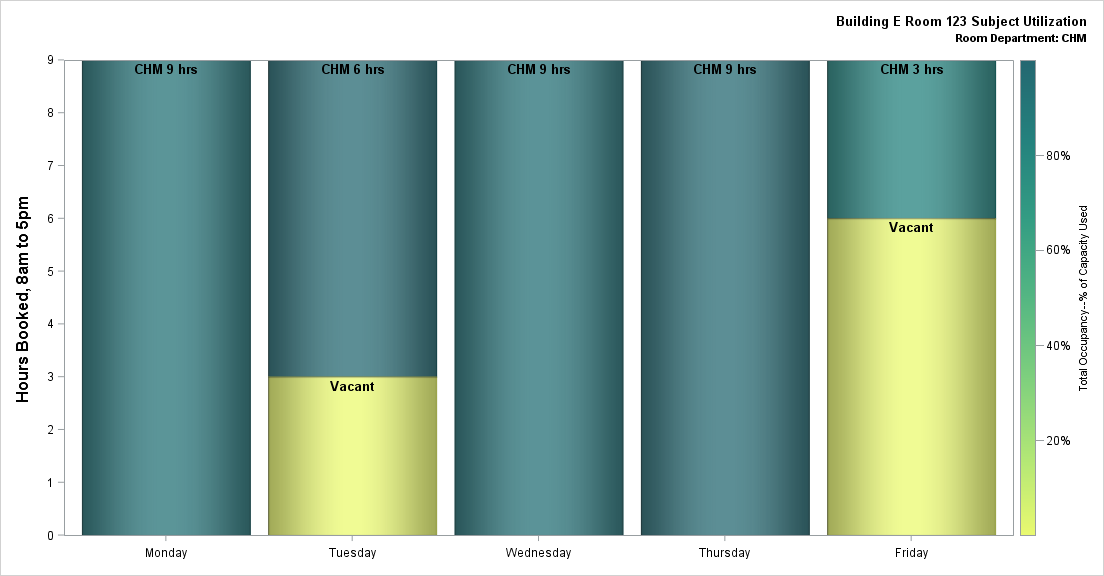 Building E Room 123 Subject Utilization
Room Department: CHM
Hours Booked, 8am to 5pm
9
8
7
6
5
4
3
2
1
0
CHM 9 hrs
CHM 6 hrs
CHM 9 hrs
CHM 9 hrs
CHM 3 hrs
Vacant
Vacant
Monday
Tuesday
Wednesday
Thursday
Friday
80%
60%
40%
20%
Total Occupancy--% of Capacity Used